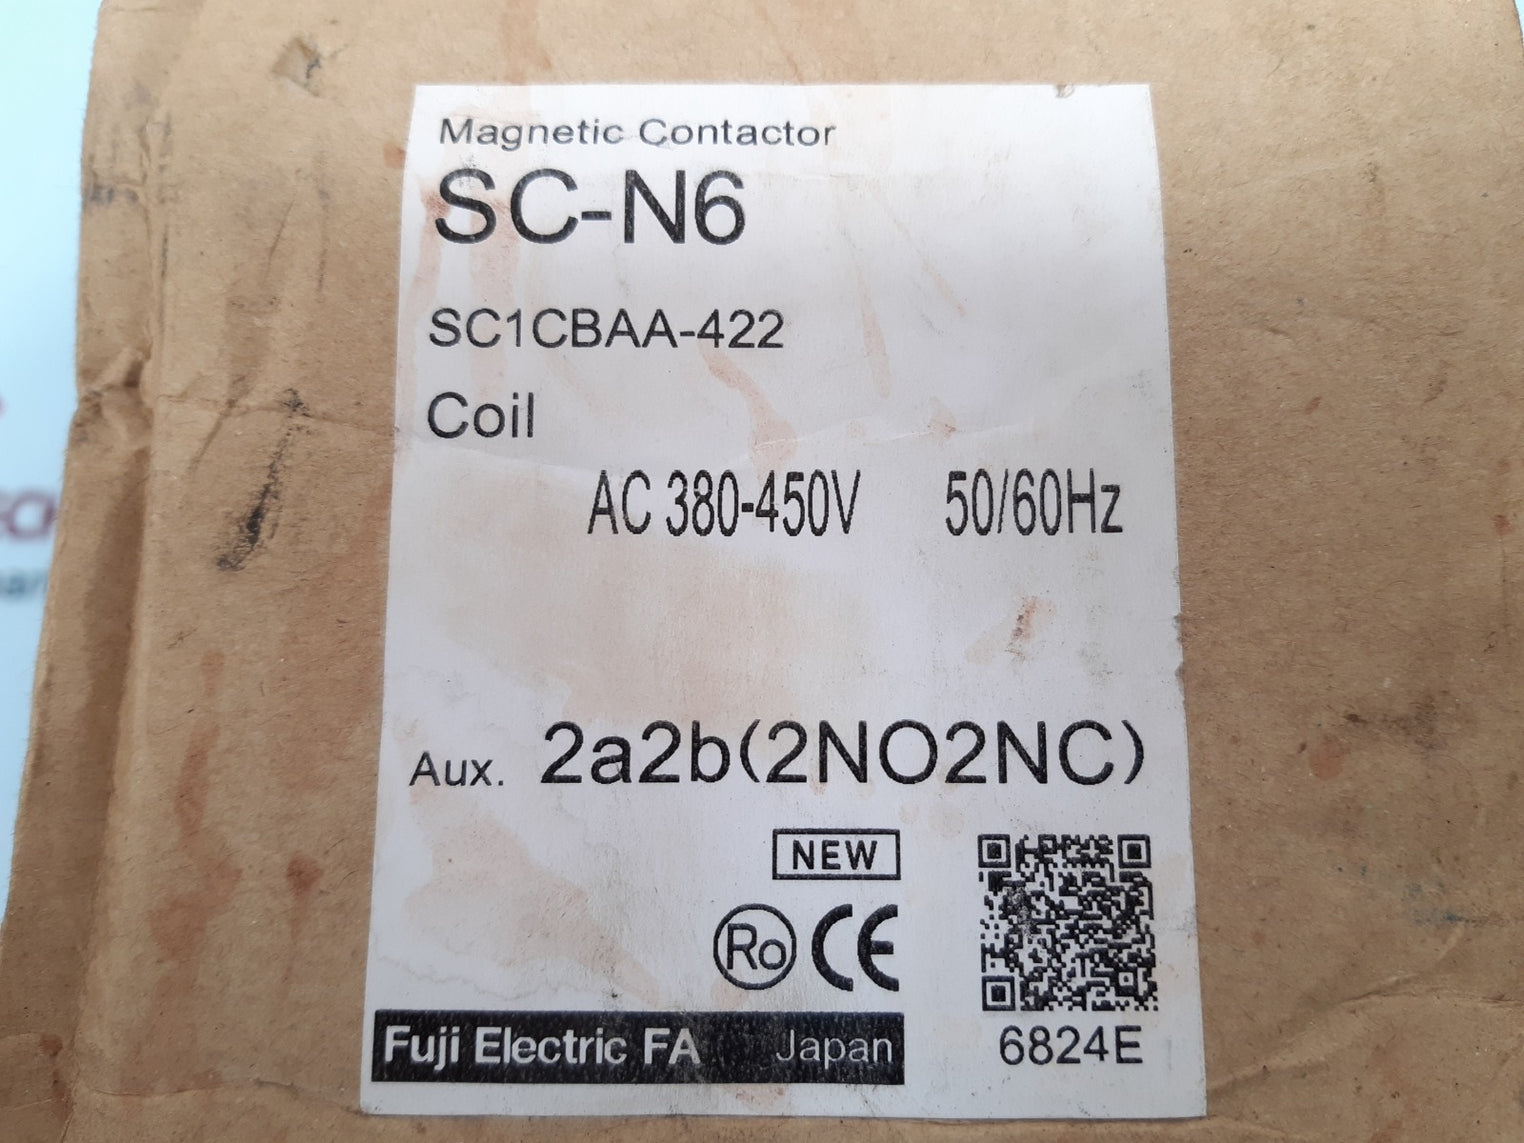 Magnetic Contactor
SC-N6
SC1CBAA-422
Coil
AC 380-450V 50/60Hz
Aux. 2a2b(2NO2NC)
NEW
Ro CE
Fuji Electric FA Japan
6824E